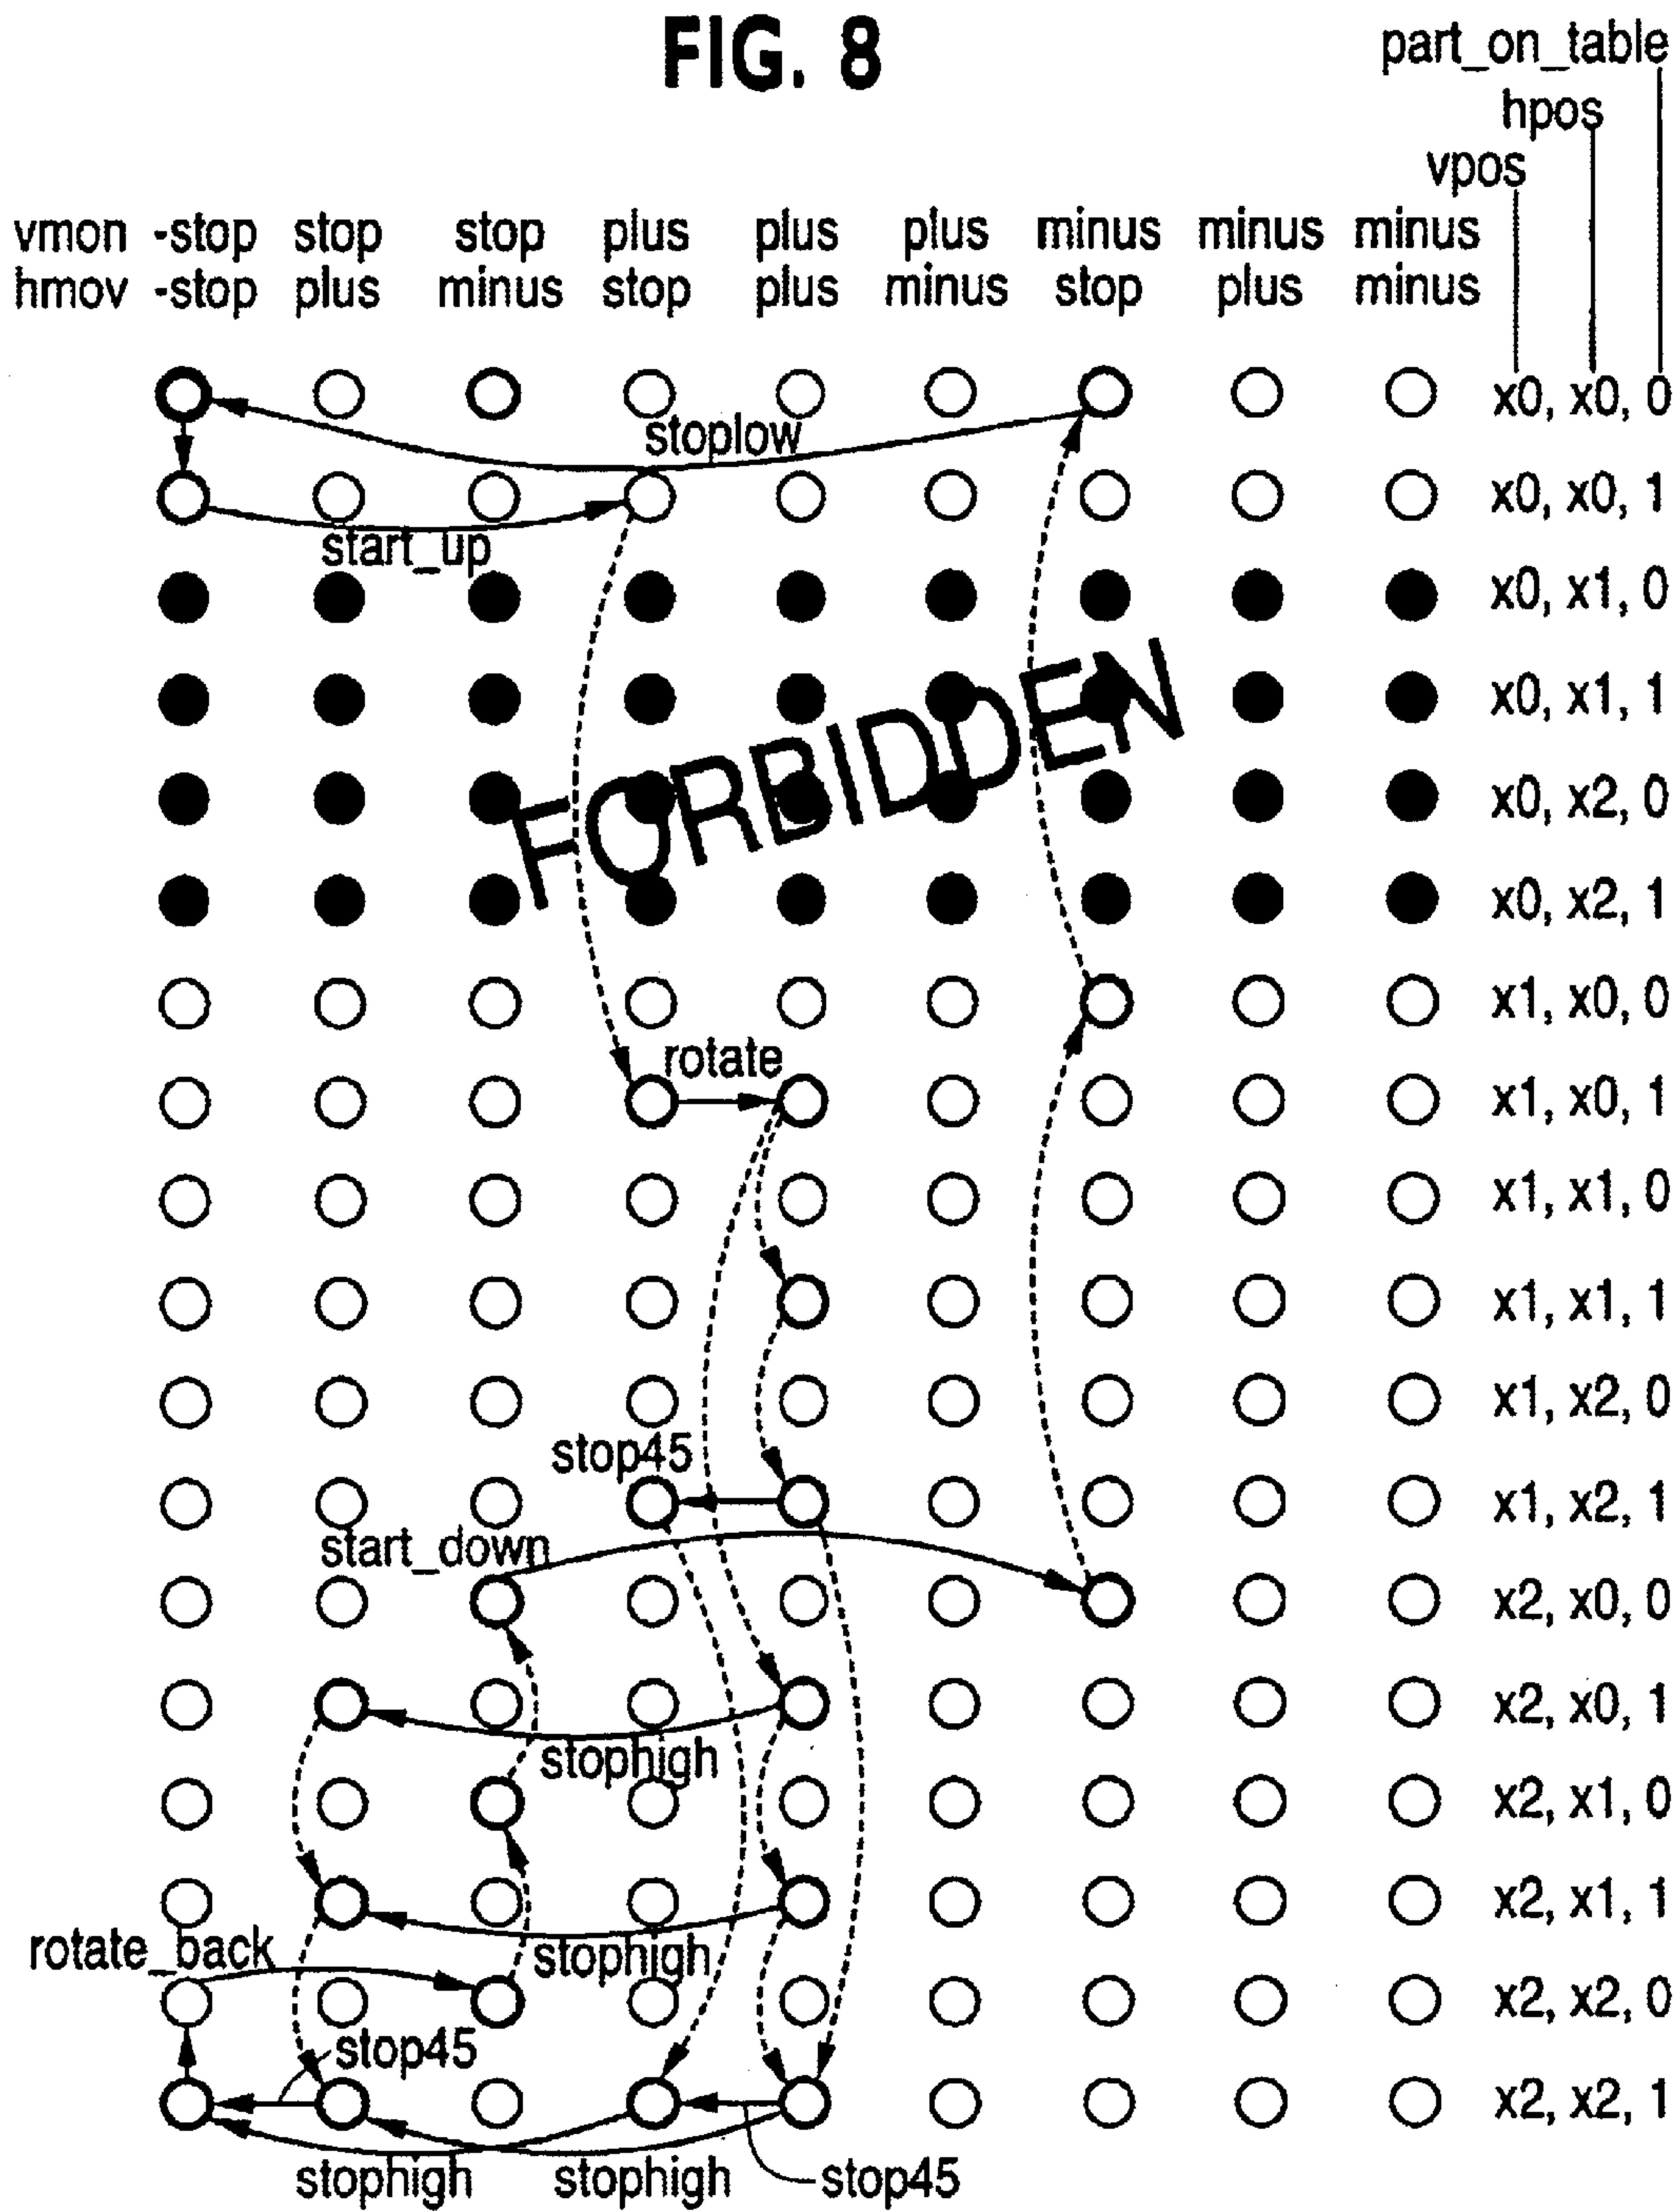 FIG. 8
part_on_table
hpos
vpos
vmon -stop stop stop plus plus plus minus minus minus
hmov -stop plus minus stop plus minus stop plus minus
x0, x0, 0
stoplow
x0, x0, 1
start_up
x0, x1, 0
x0, x1, 1
FORBIDDEN
x0, x2, 0
x0, x2, 1
x1, x0, 0
rotate
x1, x0, 1
x1, x1, 0
x1, x1, 1
x1, x2, 0
stop45
x1, x2, 1
start_down
x2, x0, 0
x2, x0, 1
stophigh
x2, x1, 0
x2, x1, 1
rotate_back
stophigh
x2, x2, 0
stop45
x2, x2, 1
stophigh stophigh stop45